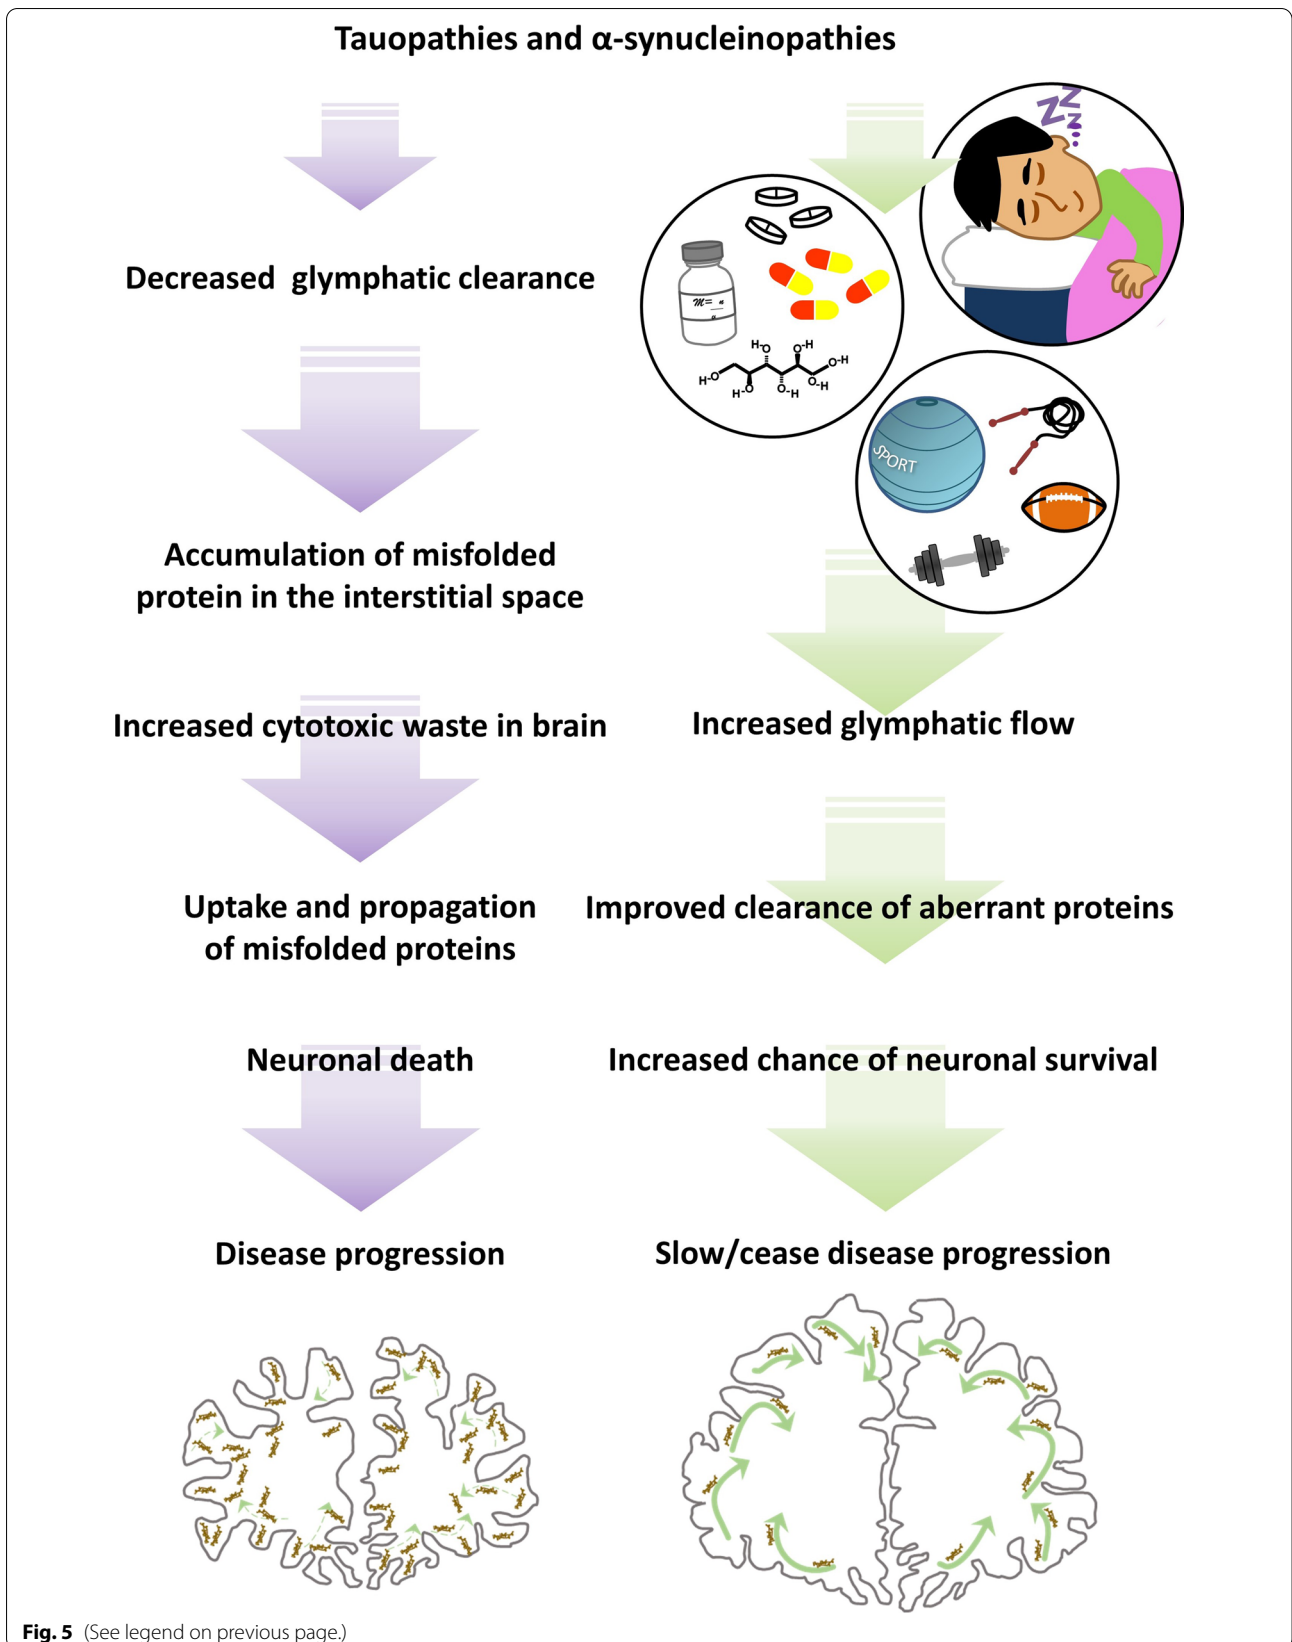 Tauopathies and α-synucleinopathies
Decreased glymphatic clearance
Accumulation of misfolded
protein in the interstitial space
Increased cytotoxic waste in brain
Uptake and propagation
of misfolded proteins
Neuronal death
Disease progression
zzz
M= n
n
H-O
H-O
H-O
O-H
O-H
O-H
O-H
H-O
SPORT
Increased glymphatic flow
Improved clearance of aberrant proteins
Increased chance of neuronal survival
Slow/cease disease progression
Fig. 5 (See legend on previous page.)